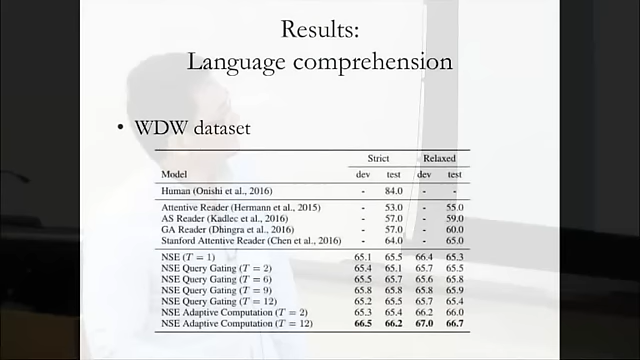 Results:
Language comprehension
• WDW dataset
Strict Relaxed
Model dev test dev test
Human (Onishi et al., 2016) - 84.0 - -
Attentive Reader (Hermann et al., 2015) - 53.0 - 55.0
AS Reader (Kadlec et al., 2016) - 57.0 - 59.0
GA Reader (Dhingra et al., 2016) - 57.0 - 60.0
Stanford Attentive Reader (Chen et al., 2016) - 64.0 - 65.0
NSE (T = 1) 65.1 65.5 66.4 65.3
NSE Query Gating (T = 2) 65.4 65.1 65.7 65.5
NSE Query Gating (T = 6) 65.5 65.7 65.6 65.8
NSE Query Gating (T = 9) 65.8 65.8 65.8 65.9
NSE Query Gating (T = 12) 65.2 65.5 65.7 65.4
NSE Adaptive Computation (T = 2) 65.3 65.4 66.2 66.0
NSE Adaptive Computation (T = 12) 66.5 66.2 67.0 66.7